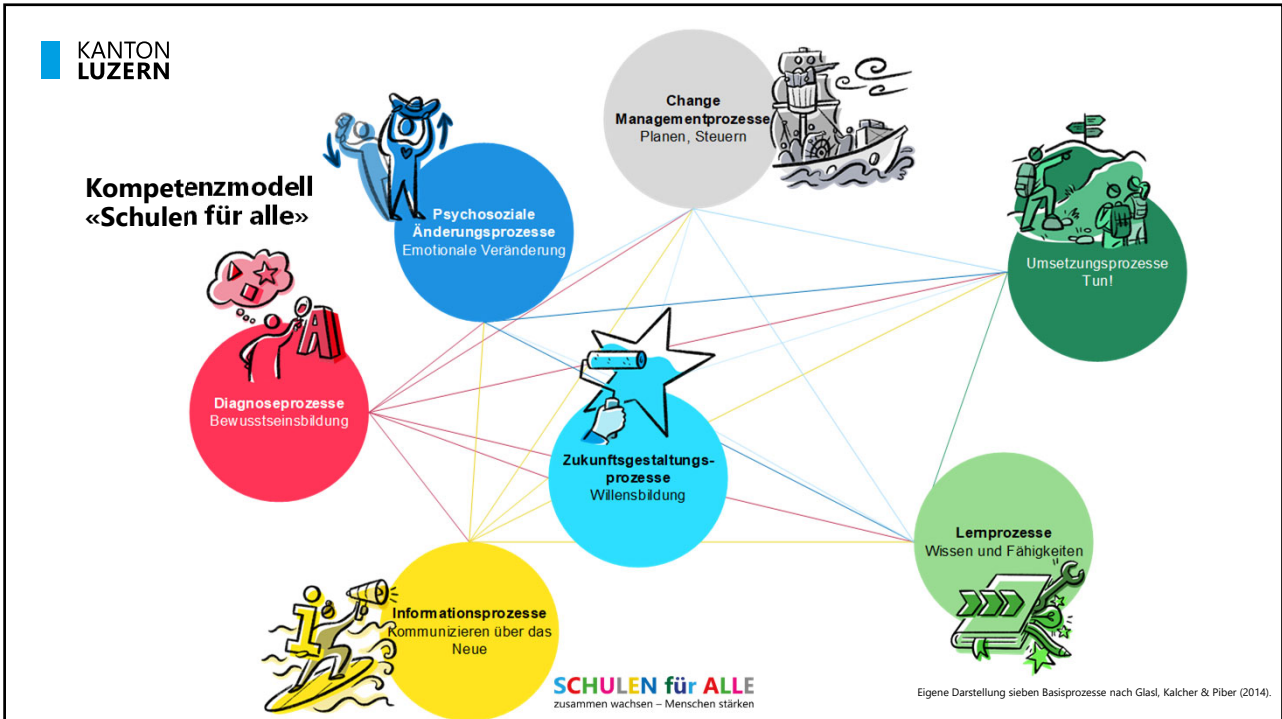 KANTON
LUZERN
Kompetenzmodell
«Schulen für alle»
Change
Managementprozesse
Planen, Steuern
Psychosoziale
Änderungsprozesse
Emotionale Veränderung
Umsetzungsprozesse
Tun!
Diagnoseprozesse
Bewusstseinsbildung
Zukunftsgestaltungs-
prozesse
Willensbildung
Lernprozesse
Wissen und Fähigkeiten
Informationsprozesse
Kommunizieren über das
Neue
SCHULEN für ALLE
zusammen wachsen – Menschen stärken
Eigene Darstellung sieben Basisprozesse nach Glasl, Kalcher & Piber (2014).